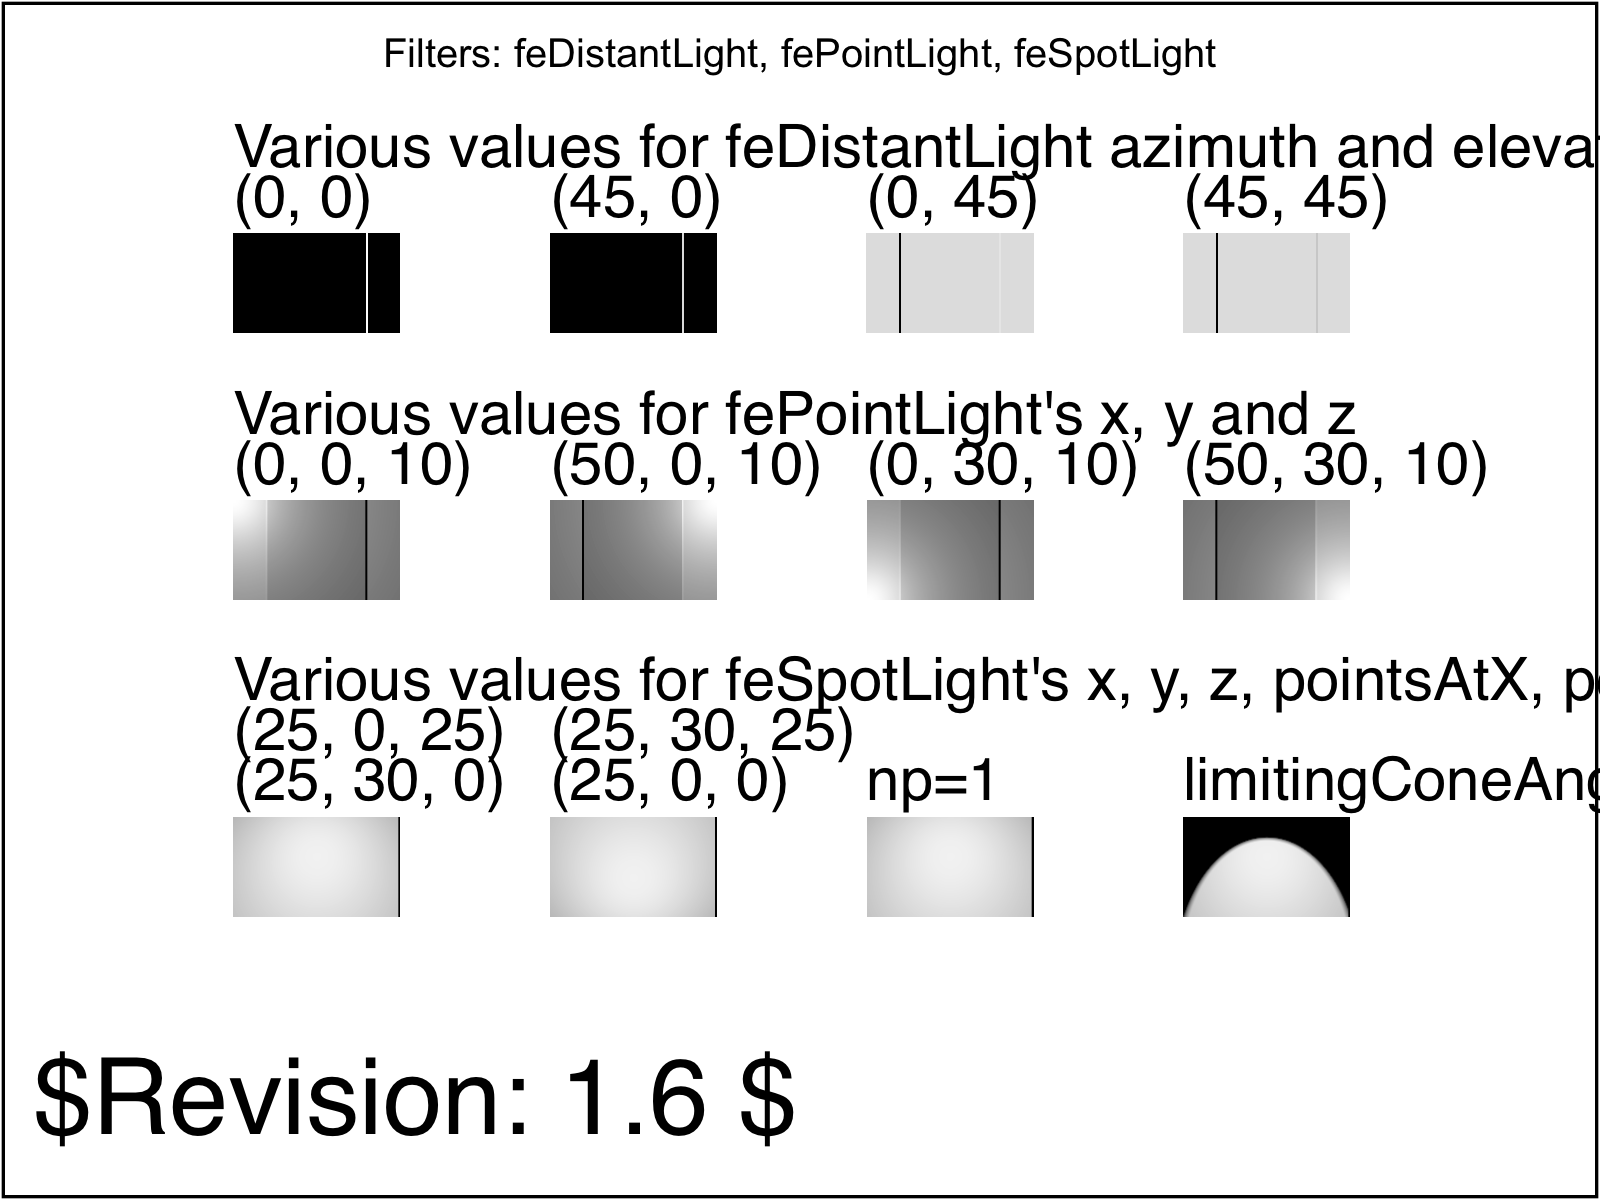 Filters: feDistantLight, fePointLight, feSpotLight
Various values for feDistantLight azimuth and
(0, 0) (45, 0) (0, 45) (45, 45)
Various values for fePointLight's x, y and z
(0, 0, 10) (50, 0, 10) (0, 30, 10) (50, 30, 10)
Various values for feSpotLight's x, y, z, pointsAtX,
(25, 0, 25) (25, 30, 25)
(25, 30, 0) (25, 0, 0) np=1
$Revision: 1.6 $